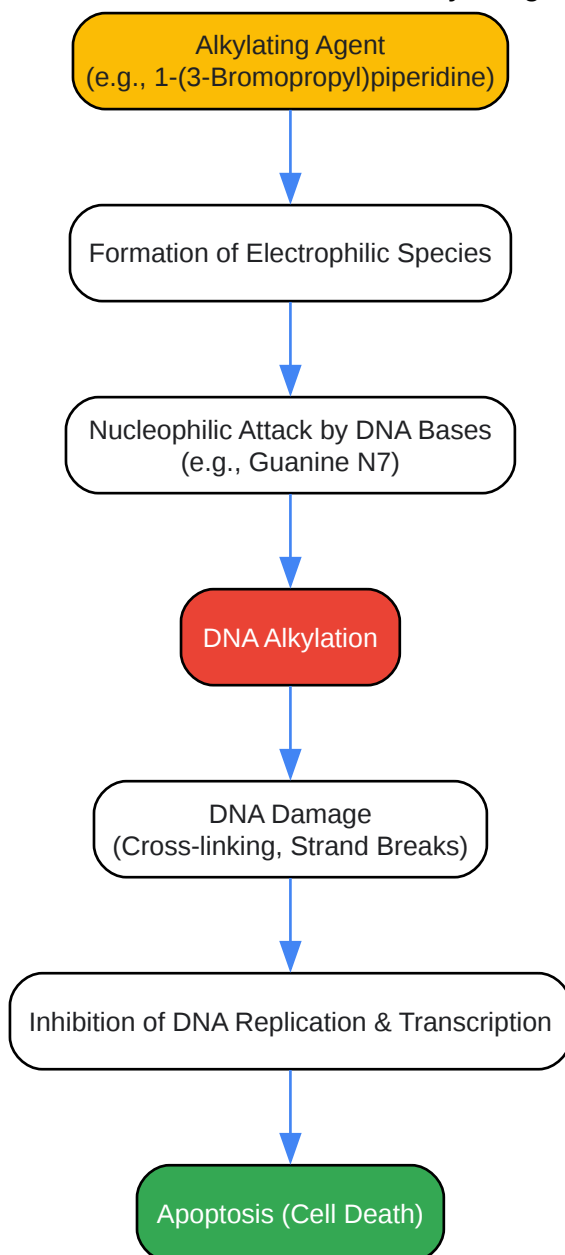 Alkylating Agent
(e.g., 1-(3-Bromopropyl)piperidine)
Formation of Electrophilic Species
Nucleophilic Attack by DNA Bases
(e.g., Guanine N7)
DNA Alkylation
DNA Damage
(Cross-linking, Strand Breaks)
Inhibition of DNA Replication & Transcription
Apoptosis (Cell Death)